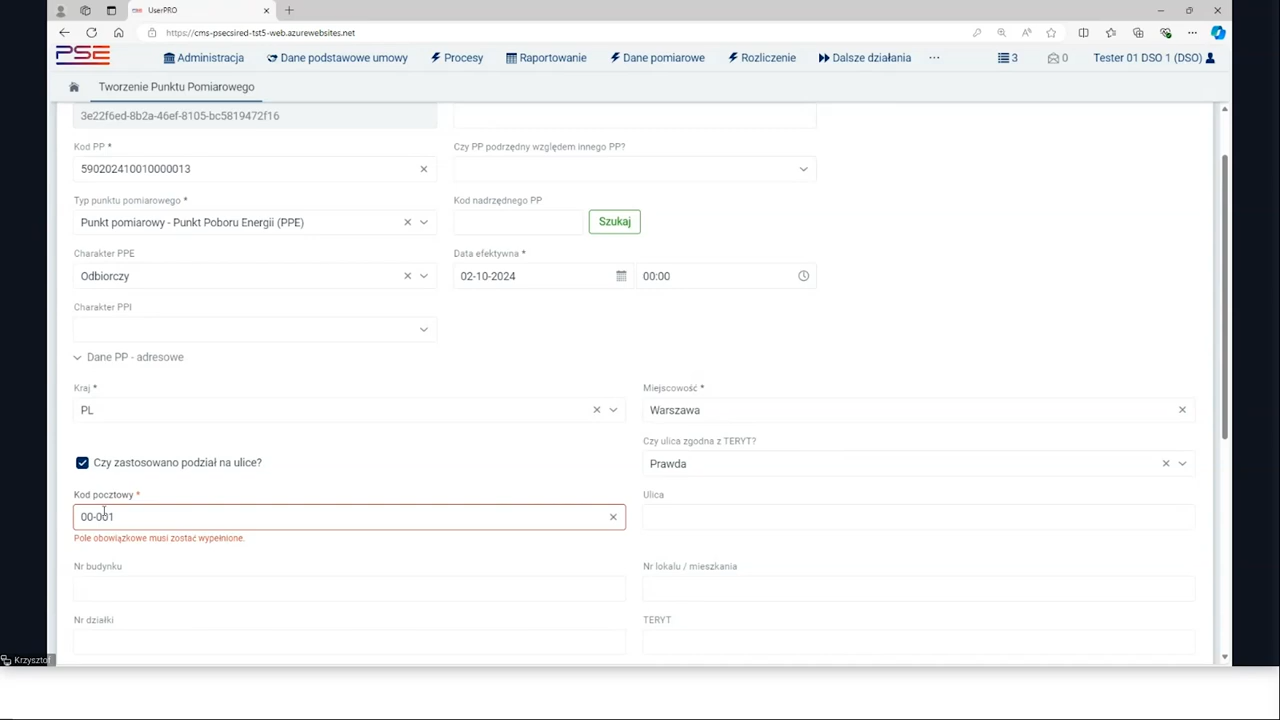 UserPRO
https://cms-psecsired-tst5-web.azurewebsites.net
PSE
Administracja
Dane podstawowe umowy
Procesy
Raportowanie
Dane pomiarowe
Rozliczenie
Dalsze działania
3
0
Tester 01 DSO 1 (DSO)
Tworzenie Punktu Pomiarowego
3e22f6ed-8b2a-46ef-8105-bc5819472f16
Kod PP *
Czy PP podrzędny względem innego PP?
590202410010000013
Typ punktu pomiarowego *
Kod nadrzędnego PP
Punkt pomiarowy - Punkt Poboru Energii (PPE)
Szukaj
Charakter PPE
Data efektywna *
Odbiorczy
02-10-2024
00:00
Charakter PPI
Dane PP - adresowe
Kraj *
Miejscowość *
PL
Warszawa
Czy ulica zgodna z TERYT?
Czy zastosowano podział na ulice?
Prawda
Kod pocztowy *
Ulica
00-001
Pole obowiązkowe musi zostać wypełnione.
Nr budynku
Nr lokalu / mieszkania
Nr działki
TERYT
Krzysztof